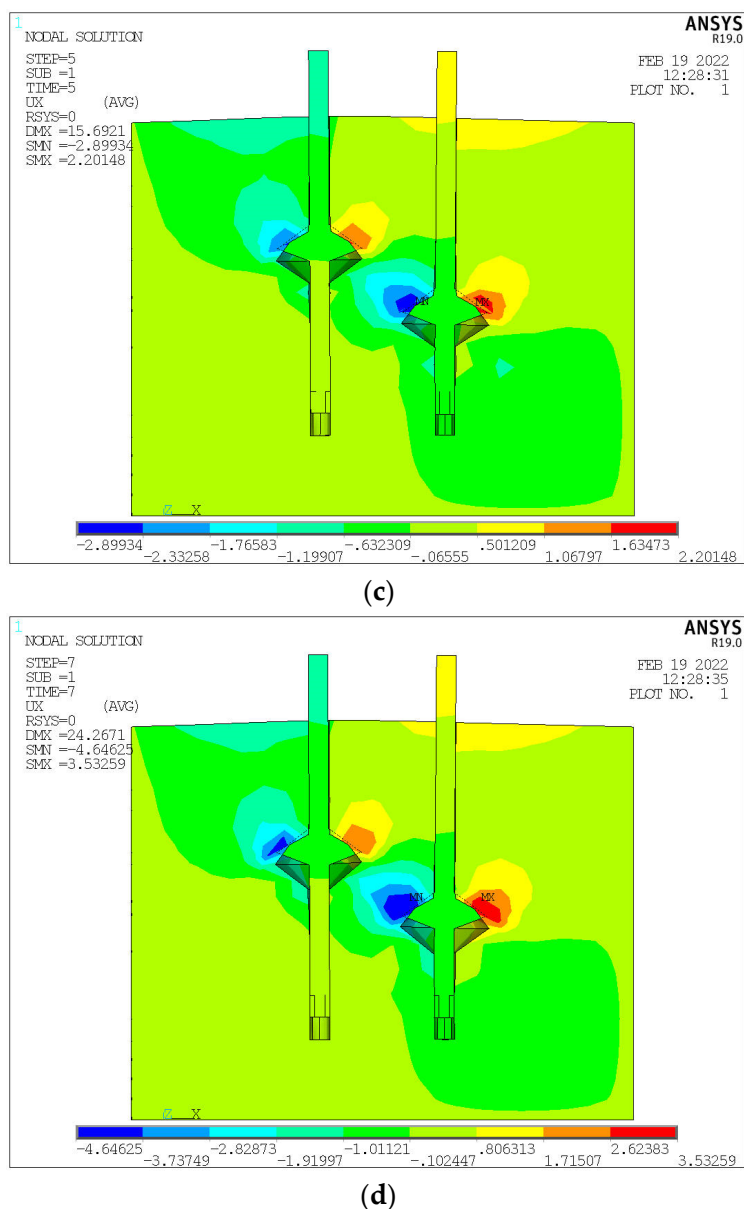 1
ANSYS
R19.0
NODAL SOLUTION
STEP=5
SUB =1
TIME=5
UX (AVG)
RSYS=0
DMX =15.6921
SMN =-2.89934
SMX =2.20148
FEB 19 2022
12:28:31
PLOT NO. 1
MN MX
Z X
-2.89934 -1.76583 -.632309 .501209 1.63473
-2.33258 -1.19907 -.06555 1.06797 2.20148
(c)
1
ANSYS
R19.0
NODAL SOLUTION
STEP=7
SUB =1
TIME=7
UX (AVG)
RSYS=0
DMX =24.2671
SMN =-4.64625
SMX =3.53259
FEB 19 2022
12:28:35
PLOT NO. 1
MN MX
Z X
-4.64625 -2.82873 -1.01121 .806313 2.62383
-3.73749 -1.91997 -.102447 1.71507 3.53259
(d)